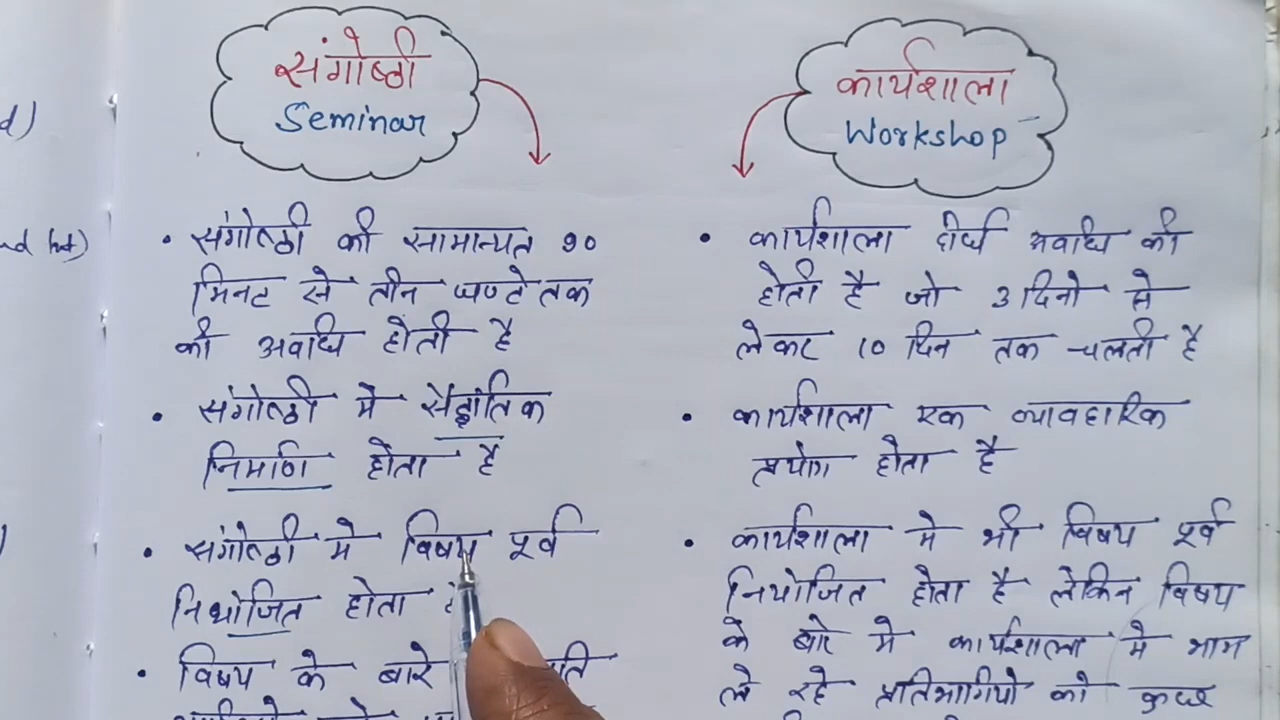 d)
संगोष्ठी
Seminar
संगोष्ठी की सामान्यत 90
मिनट से तीन घण्टे तक
की अवधि होती है
• संगोष्ठी मे सैद्धांतिक
निर्माण होता है
• संगोष्ठी मे विषय पूर्व
नियोजित होता
• विषय के बारे
कार्यशाला
Workshop
• कार्यशाला दीर्घ अवधि की
होती है जो 3 दिनो से
लेकर 10 दिन तक चलती है
• कार्यशाला एक व्यावहारिक
प्रयोग होता है
• कार्यशाला मे भी विषय पूर्व
नियोजित होता है लेकिन विषय
के बारे मे कार्यशाला मे भाग
ले रहे प्रतिभागियो को कुछ